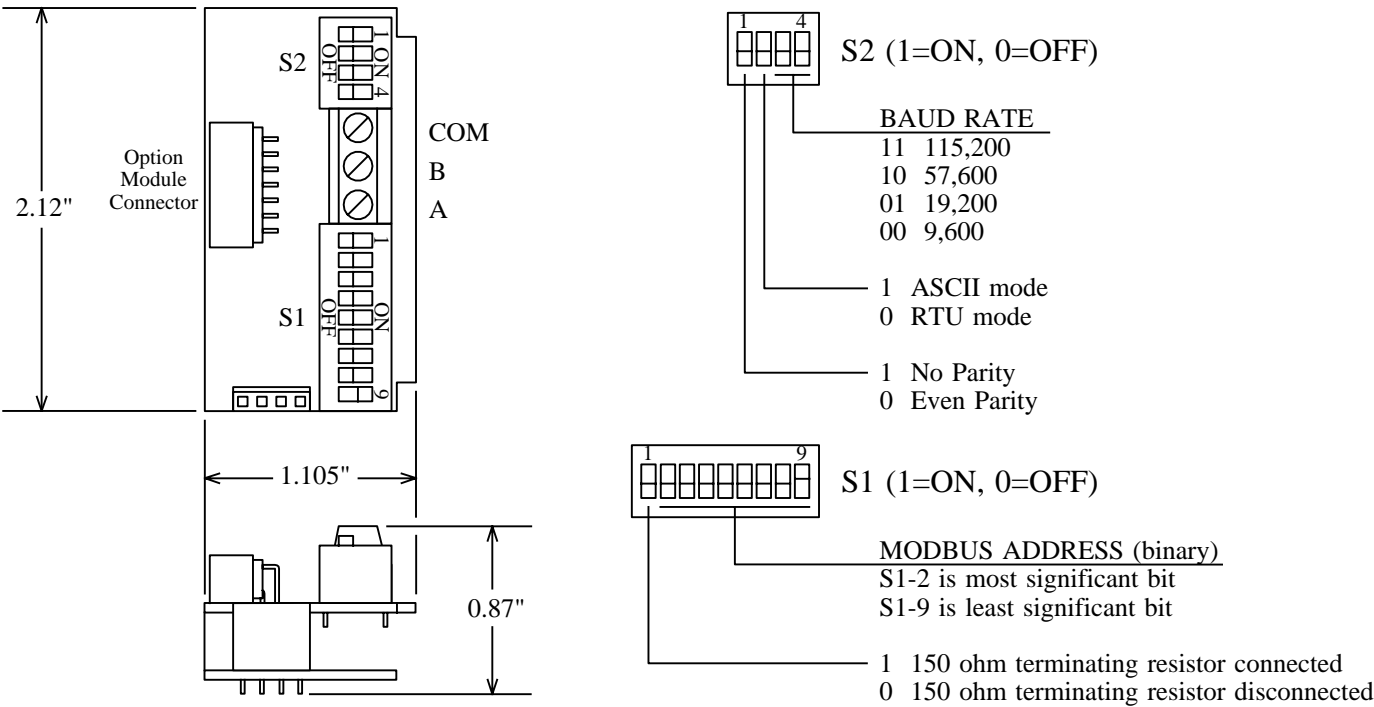 1
ON
OFF
4
S2
COM
B
A
Option
Module
Connector
2.12"
1
ON
OFF
9
S1
1.105"
0.87"
1 4
S2 (1=ON, 0=OFF)
BAUD RATE
11 115,200
10 57,600
01 19,200
00 9,600
1 ASCII mode
0 RTU mode
1 No Parity
0 Even Parity
1 9
S1 (1=ON, 0=OFF)
MODBUS ADDRESS (binary)
S1-2 is most significant bit
S1-9 is least significant bit
1 150 ohm terminating resistor connected
0 150 ohm terminating resistor disconnected